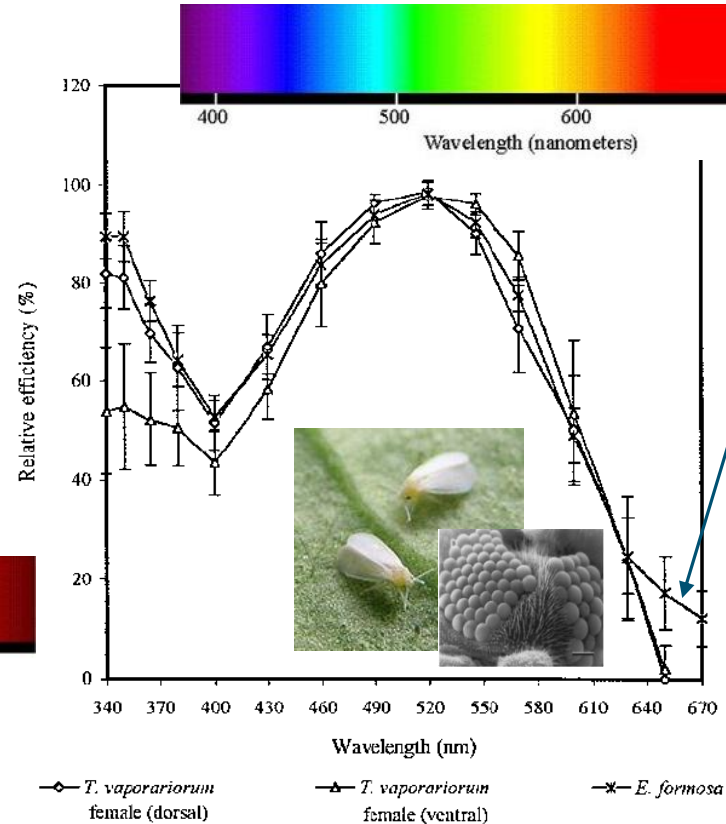 400 500 600
Wavelength (nanometers)
120
100
80
60
40
20
0
Relative efficiency (%)
340 370 400 430 460 490 520 550 580 610 640 670
Wavelength (nm)
T. vaporariorum female (dorsal)
T. vaporariorum female (ventral)
E. formosa